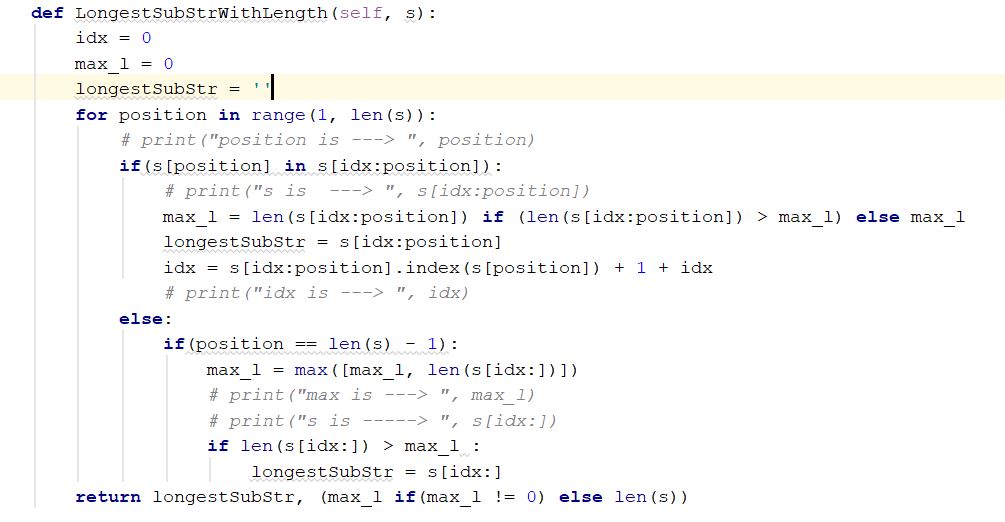 def LongestSubStrWithLength(self, s):
    idx = 0
    max_l = 0
    longestSubStr = ''
    for position in range(1, len(s)):
        # print("position is ---> ", position)
        if(s[position] in s[idx:position]):
            # print("s is  ---> ", s[idx:position])
            max_l = len(s[idx:position]) if (len(s[idx:position]) > max_l) else max_l
            longestSubStr = s[idx:position]
            idx = s[idx:position].index(s[position]) + 1 + idx
            # print("idx is ---> ", idx)
        else:
            if(position == len(s) - 1):
                max_l = max([max_l, len(s[idx:])])
                # print("max is ---> ", max_l)
                # print("s is -----> ", s[idx:])
                if len(s[idx:]) > max_l :
                    longestSubStr = s[idx:]
    return longestSubStr, (max_l if(max_l != 0) else len(s))